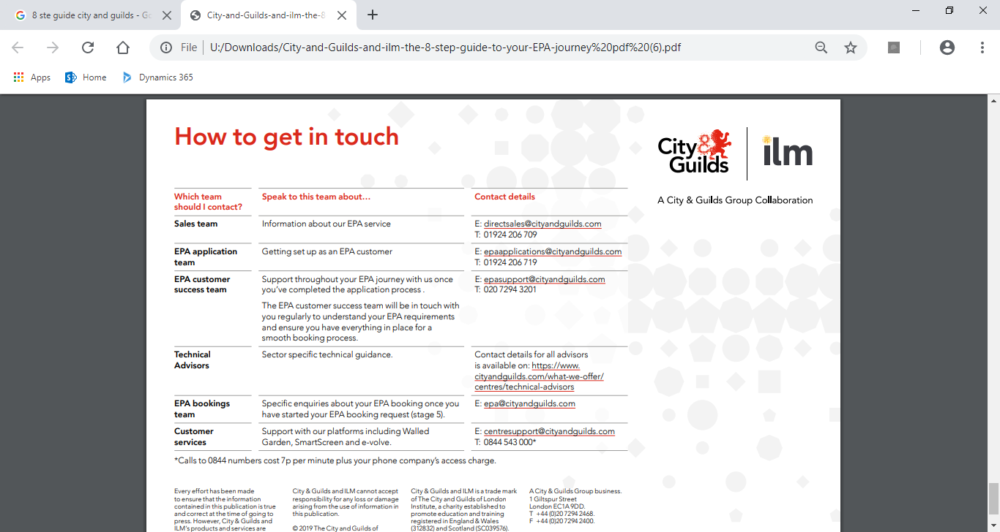 8 ste guide city and guilds - Go
City-and-Guilds-and-ilm-the-8
File
U:/Downloads/City-and-Guilds-and-ilm-the-8-step-guide-to-your-EPA-journey%20pdf%20(6).pdf
Apps
Home
Dynamics 365
How to get in touch
City & Guilds
ilm
A City & Guilds Group Collaboration
Which team
should I contact?
Speak to this team about…
Contact details
Sales team
Information about our EPA service
E: directsales@cityandguilds.com
T: 01924 206 709
EPA application
team
Getting set up as an EPA customer
E: epaapplications@cityandguilds.com
T: 01924 206 719
EPA customer
success team
Support throughout your EPA journey with us once
you've completed the application process .
The EPA customer success team will be in touch with
you regularly to understand your EPA requirements
and ensure you have everything in place for a
smooth booking process.
E: epasupport@cityandguilds.com
T: 020 7294 3201
Technical
Advisors
Sector specific technical guidance.
Contact details for all advisors
is available on: https://www.
cityandguilds.com/what-we-offer/
centres/technical-advisors
EPA bookings
team
Specific enquiries about your EPA booking once you
have started your EPA booking request (stage 5).
E: epa@cityandguilds.com
Customer
services
Support with our platforms including Walled
Garden, SmartScreen and e-volve.
E: centresupport@cityandguilds.com
T: 0844 543 000*
*Calls to 0844 numbers cost 7p per minute plus your phone company's access charge.
Every effort has been made
to ensure that the information
contained in this publication is true
and correct at the time of going to
press. However, City & Guilds and
ILM's products and services are
City & Guilds and ILM cannot accept
responsibility for any loss or damage
arising from the use of information in
this publication.
© 2019 The City and Guilds of
City & Guilds and ILM is a trade mark
of The City and Guilds of London
Institute, a charity established to
promote education and training
registered in England & Wales
(312832) and Scotland (SC039576).
A City & Guilds Group business.
1 Giltspur Street
London EC1A 9DD.
T +44 (0)20 7294 2468.
F +44 (0)20 7294 2400.